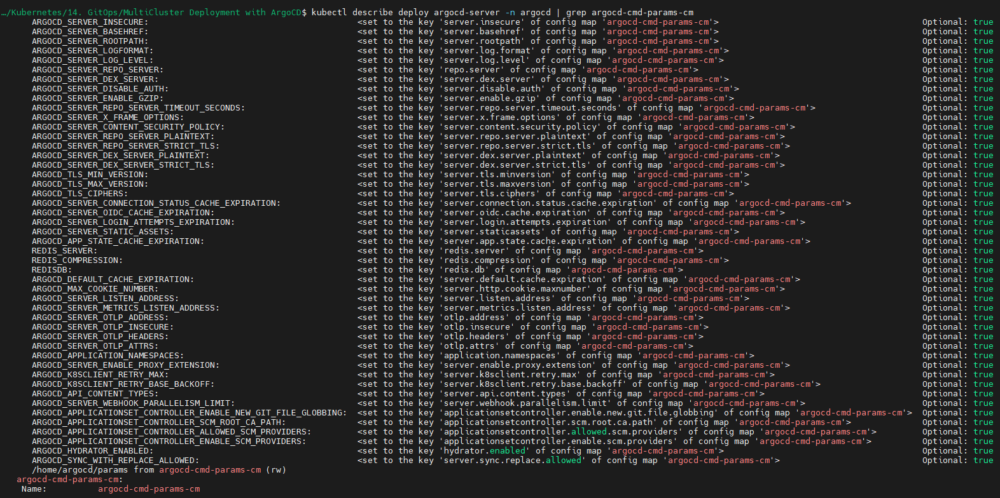 …/Kubernetes/14. GitOps/MultiCluster Deployment with ArgoCD$ kubectl describe deploy argocd-server -n argocd | grep argocd-cmd-params-cm
ARGOCD_SERVER_INSECURE: <set to the key 'server.insecure' of config map 'argocd-cmd-params-cm'> Optional: true
ARGOCD_SERVER_BASEHREF: <set to the key 'server.basehref' of config map 'argocd-cmd-params-cm'> Optional: true
ARGOCD_SERVER_ROOTPATH: <set to the key 'server.rootpath' of config map 'argocd-cmd-params-cm'> Optional: true
ARGOCD_SERVER_LOGFORMAT: <set to the key 'server.log.format' of config map 'argocd-cmd-params-cm'> Optional: true
ARGOCD_SERVER_LOG_LEVEL: <set to the key 'server.log.level' of config map 'argocd-cmd-params-cm'> Optional: true
ARGOCD_SERVER_REPO_SERVER: <set to the key 'repo.server' of config map 'argocd-cmd-params-cm'> Optional: true
ARGOCD_SERVER_DEX_SERVER: <set to the key 'server.dex.server' of config map 'argocd-cmd-params-cm'> Optional: true
ARGOCD_SERVER_DISABLE_AUTH: <set to the key 'server.disable.auth' of config map 'argocd-cmd-params-cm'> Optional: true
ARGOCD_SERVER_ENABLE_GZIP: <set to the key 'server.enable.gzip' of config map 'argocd-cmd-params-cm'> Optional: true
ARGOCD_SERVER_REPO_SERVER_TIMEOUT_SECONDS: <set to the key 'server.repo.server.timeout.seconds' of config map 'argocd-cmd-params-cm'> Optional: true
ARGOCD_SERVER_X_FRAME_OPTIONS: <set to the key 'server.x.frame.options' of config map 'argocd-cmd-params-cm'> Optional: true
ARGOCD_SERVER_CONTENT_SECURITY_POLICY: <set to the key 'server.content.security.policy' of config map 'argocd-cmd-params-cm'> Optional: true
ARGOCD_SERVER_REPO_SERVER_PLAINTEXT: <set to the key 'server.repo.server.plaintext' of config map 'argocd-cmd-params-cm'> Optional: true
ARGOCD_SERVER_REPO_SERVER_STRICT_TLS: <set to the key 'server.repo.server.strict.tls' of config map 'argocd-cmd-params-cm'> Optional: true
ARGOCD_SERVER_DEX_SERVER_PLAINTEXT: <set to the key 'server.dex.server.plaintext' of config map 'argocd-cmd-params-cm'> Optional: true
ARGOCD_SERVER_DEX_SERVER_STRICT_TLS: <set to the key 'server.dex.server.strict.tls' of config map 'argocd-cmd-params-cm'> Optional: true
ARGOCD_TLS_MIN_VERSION: <set to the key 'server.tls.minversion' of config map 'argocd-cmd-params-cm'> Optional: true
ARGOCD_TLS_MAX_VERSION: <set to the key 'server.tls.maxversion' of config map 'argocd-cmd-params-cm'> Optional: true
ARGOCD_TLS_CIPHERS: <set to the key 'server.tls.ciphers' of config map 'argocd-cmd-params-cm'> Optional: true
ARGOCD_SERVER_CONNECTION_STATUS_CACHE_EXPIRATION: <set to the key 'server.connection.status.cache.expiration' of config map 'argocd-cmd-params-cm'> Optional: true
ARGOCD_SERVER_OIDC_CACHE_EXPIRATION: <set to the key 'server.oidc.cache.expiration' of config map 'argocd-cmd-params-cm'> Optional: true
ARGOCD_SERVER_LOGIN_ATTEMPTS_EXPIRATION: <set to the key 'server.login.attempts.expiration' of config map 'argocd-cmd-params-cm'> Optional: true
ARGOCD_SERVER_STATIC_ASSETS: <set to the key 'server.staticassets' of config map 'argocd-cmd-params-cm'> Optional: true
ARGOCD_APP_STATE_CACHE_EXPIRATION: <set to the key 'server.app.state.cache.expiration' of config map 'argocd-cmd-params-cm'> Optional: true
REDIS_SERVER: <set to the key 'redis.server' of config map 'argocd-cmd-params-cm'> Optional: true
REDIS_COMPRESSION: <set to the key 'redis.compression' of config map 'argocd-cmd-params-cm'> Optional: true
REDISDB: <set to the key 'redis.db' of config map 'argocd-cmd-params-cm'> Optional: true
ARGOCD_DEFAULT_CACHE_EXPIRATION: <set to the key 'server.default.cache.expiration' of config map 'argocd-cmd-params-cm'> Optional: true
ARGOCD_MAX_COOKIE_NUMBER: <set to the key 'server.http.cookie.maxnumber' of config map 'argocd-cmd-params-cm'> Optional: true
ARGOCD_SERVER_LISTEN_ADDRESS: <set to the key 'server.listen.address' of config map 'argocd-cmd-params-cm'> Optional: true
ARGOCD_SERVER_METRICS_LISTEN_ADDRESS: <set to the key 'server.metrics.listen.address' of config map 'argocd-cmd-params-cm'> Optional: true
ARGOCD_SERVER_OTLP_ADDRESS: <set to the key 'otlp.address' of config map 'argocd-cmd-params-cm'> Optional: true
ARGOCD_SERVER_OTLP_INSECURE: <set to the key 'otlp.insecure' of config map 'argocd-cmd-params-cm'> Optional: true
ARGOCD_SERVER_OTLP_HEADERS: <set to the key 'otlp.headers' of config map 'argocd-cmd-params-cm'> Optional: true
ARGOCD_SERVER_OTLP_ATTRS: <set to the key 'otlp.attrs' of config map 'argocd-cmd-params-cm'> Optional: true
ARGOCD_APPLICATION_NAMESPACES: <set to the key 'application.namespaces' of config map 'argocd-cmd-params-cm'> Optional: true
ARGOCD_SERVER_ENABLE_PROXY_EXTENSION: <set to the key 'server.enable.proxy.extension' of config map 'argocd-cmd-params-cm'> Optional: true
ARGOCD_K8SCLIENT_RETRY_MAX: <set to the key 'server.k8sclient.retry.max' of config map 'argocd-cmd-params-cm'> Optional: true
ARGOCD_K8SCLIENT_RETRY_BASE_BACKOFF: <set to the key 'server.k8sclient.retry.base.backoff' of config map 'argocd-cmd-params-cm'> Optional: true
ARGOCD_API_CONTENT_TYPES: <set to the key 'server.api.content.types' of config map 'argocd-cmd-params-cm'> Optional: true
ARGOCD_SERVER_WEBHOOK_PARALLELISM_LIMIT: <set to the key 'server.webhook.parallelism.limit' of config map 'argocd-cmd-params-cm'> Optional: true
ARGOCD_APPLICATIONSET_CONTROLLER_ENABLE_NEW_GIT_FILE_GLOBBING: <set to the key 'applicationsetcontroller.enable.new.git.file.globbing' of config map 'argocd-cmd-params-cm'> Optional: true
ARGOCD_APPLICATIONSET_CONTROLLER_SCM_ROOT_CA_PATH: <set to the key 'applicationsetcontroller.scm.root.ca.path' of config map 'argocd-cmd-params-cm'> Optional: true
ARGOCD_APPLICATIONSET_CONTROLLER_ALLOWED_SCM_PROVIDERS: <set to the key 'applicationsetcontroller.allowed.scm.providers' of config map 'argocd-cmd-params-cm'> Optional: true
ARGOCD_APPLICATIONSET_CONTROLLER_ENABLE_SCM_PROVIDERS: <set to the key 'applicationsetcontroller.enable.scm.providers' of config map 'argocd-cmd-params-cm'> Optional: true
ARGOCD_HYDRATOR_ENABLED: <set to the key 'hydrator.enabled' of config map 'argocd-cmd-params-cm'> Optional: true
ARGOCD_SYNC_WITH_REPLACE_ALLOWED: <set to the key 'server.sync.replace.allowed' of config map 'argocd-cmd-params-cm'> Optional: true
/home/argocd/params from argocd-cmd-params-cm (rw)
argocd-cmd-params-cm:
Name: argocd-cmd-params-cm